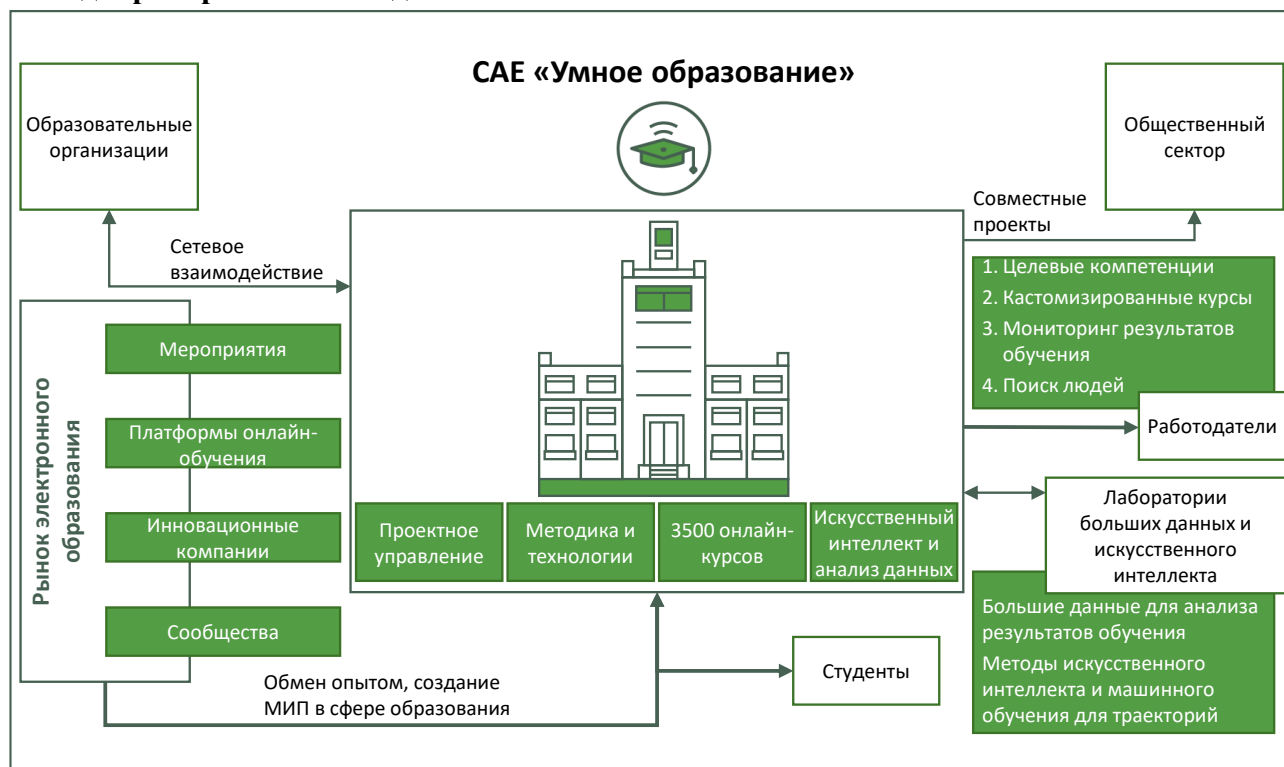 САЕ «Умное образование»
Образовательные
организации
Общественный
сектор
Сетевое
взаимодействие
Совместные
проекты
Рынок электронного
образования
Мероприятия
Платформы онлайн-
обучения
Инновационные
компании
Сообщества
Проектное
управление
Методика и
технологии
3500 онлайн-
курсов
Искусственный
интеллект и
анализ данных
1. Целевые компетенции
2. Кастомизированные курсы
3. Мониторинг результатов
обучения
4. Поиск людей
Работодатели
Лаборатории
больших данных и
искусственного
интеллекта
Большие данные для анализа
результатов обучения
Методы искусственного
интеллекта и машинного
обучения для траекторий
Студенты
Обмен опытом, создание
МИП в сфере образования